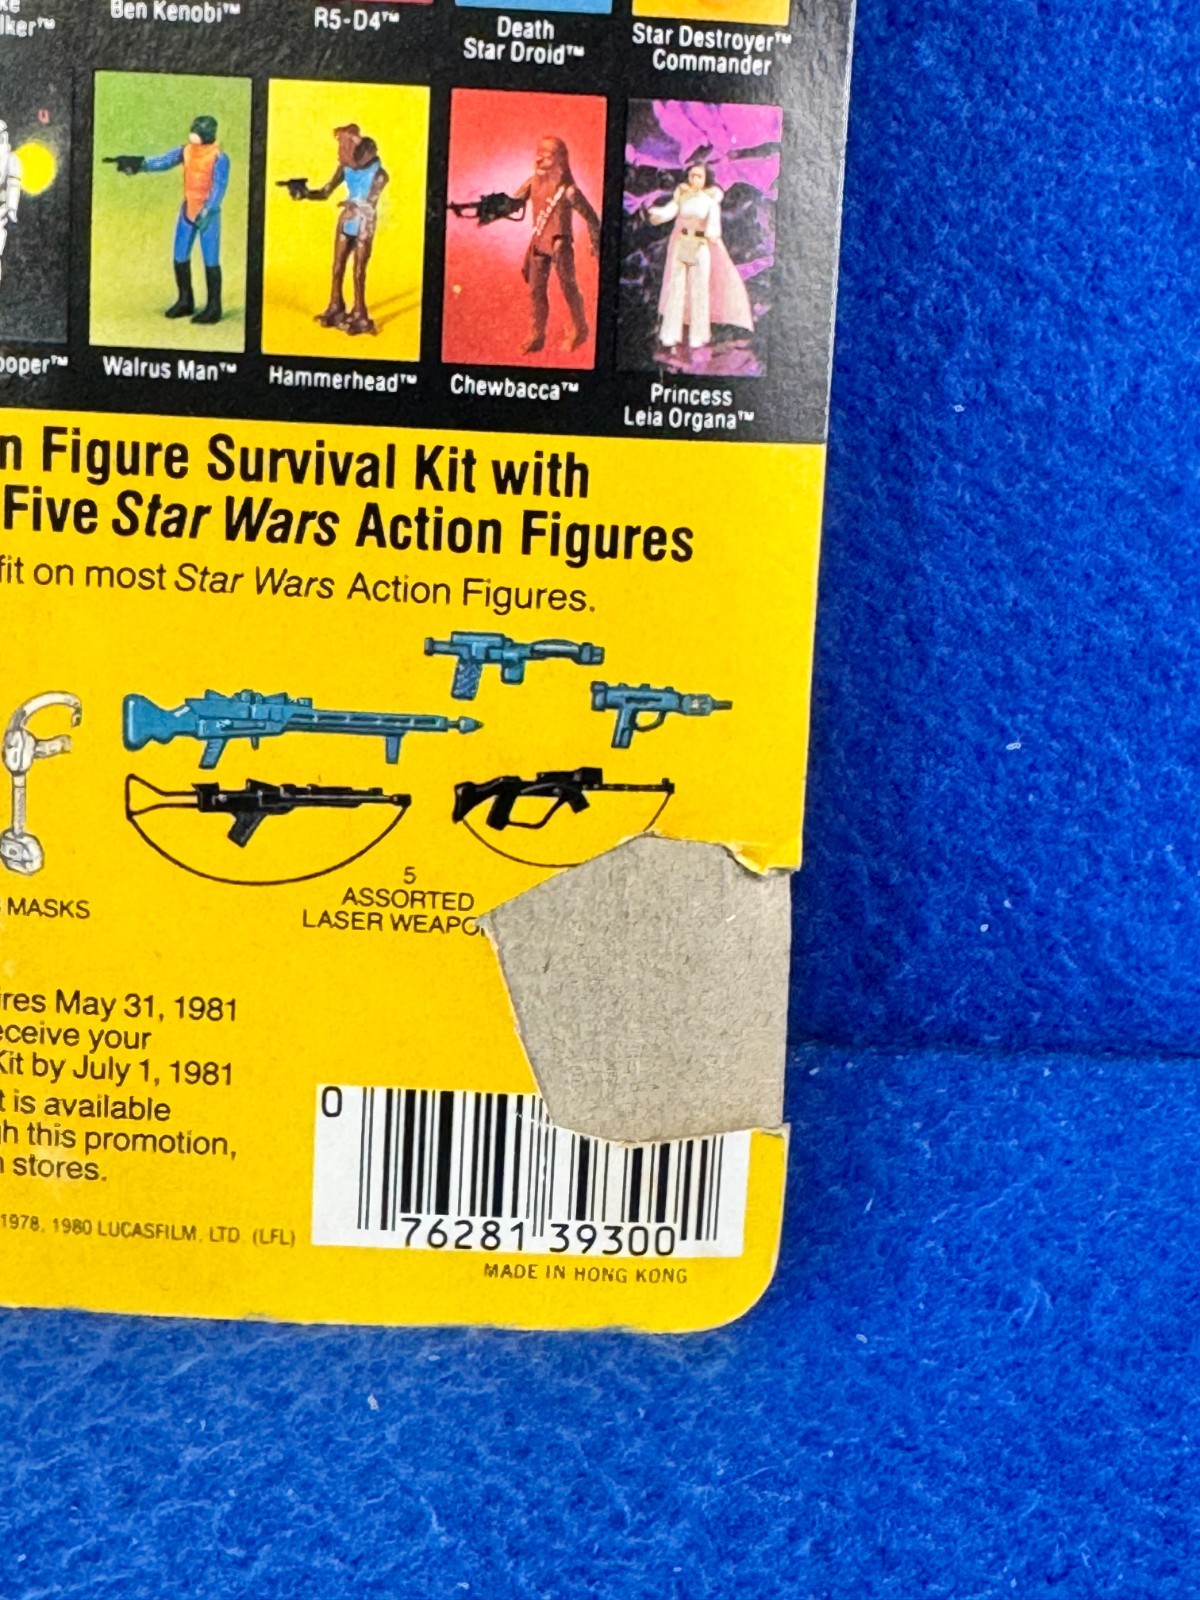 Ben Kenobi™
R5-D4™
Death
Star Droid™
Star Destroyer™
Commander
Walrus Man™
Hammerhead™
Chewbacca™
Princess
Leia Organa™
n Figure Survival Kit with
Five Star Wars Action Figures
fit on most Star Wars Action Figures.
MASKS
5
ASSORTED
LASER WEAPO
ires May 31, 1981
eceive your
Kit by July 1, 1981
t is available
h this promotion,
n stores.
1978, 1980 LUCASFILM, LTD. (LFL)
0
76281 39300
MADE IN HONG KONG